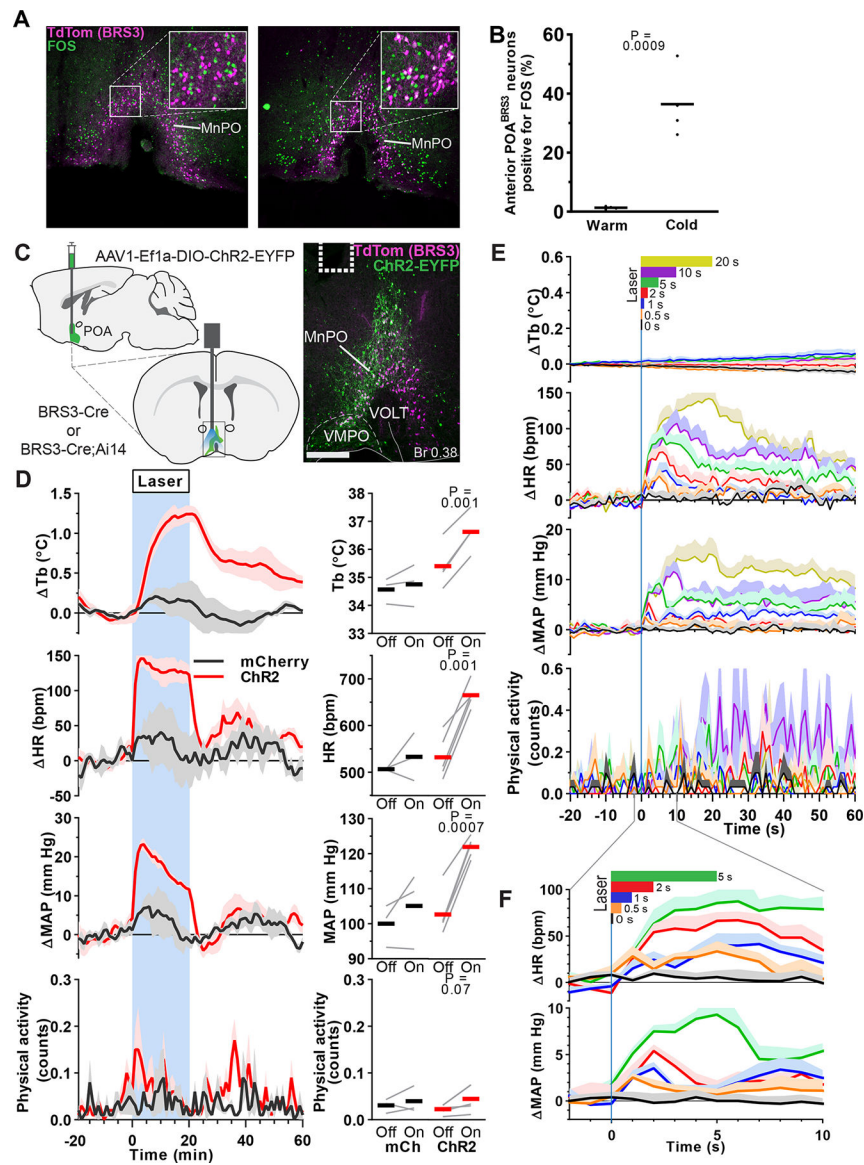 A
TdTom (BRS3)
FOS
MnPO
MnPO
B
P =
0.0009
Anterior POA^BRS3 neurons
positive for FOS (%)
60
40
20
0
Warm
Cold
C
AAV1-Ef1a-DIO-ChR2-EYFP
POA
BRS3-Cre
or
BRS3-Cre;Ai14
TdTom (BRS3)
ChR2-EYFP
MnPO
VOLT
VMPO
Br 0.38
D
Laser
ΔTb (°C)
1.5
1.0
0.5
0.0
Tb (°C)
38
37
36
35
34
33
P =
0.001
Off On Off On
mCherry
ChR2
ΔHR (bpm)
150
100
50
0
-50
HR (bpm)
700
600
500
P =
0.001
Off On Off On
ΔMAP (mm Hg)
30
20
10
0
MAP (mm Hg)
130
120
110
100
90
P =
0.0007
Off On Off On
Physical activity
(counts)
0.3
0.2
0.1
0.0
-20 0 20 40 60
Time (min)
Physical activity
(counts)
0.3
0.2
0.1
0.0
P =
0.07
Off On Off On
mCh ChR2
E
Laser
20 s
10 s
5 s
2 s
1 s
0.5 s
0 s
ΔTb (°C)
0.6
0.4
0.2
0.0
ΔHR (bpm)
150
100
50
0
ΔMAP (mm Hg)
20
10
0
Physical activity
(counts)
0.6
0.4
0.2
0.0
-20 -10 0 10 20 30 40 50 60
Time (s)
F
Laser
5 s
2 s
1 s
0.5 s
0 s
ΔHR (bpm)
100
50
0
ΔMAP (mm Hg)
10
5
0
0 5 10
Time (s)